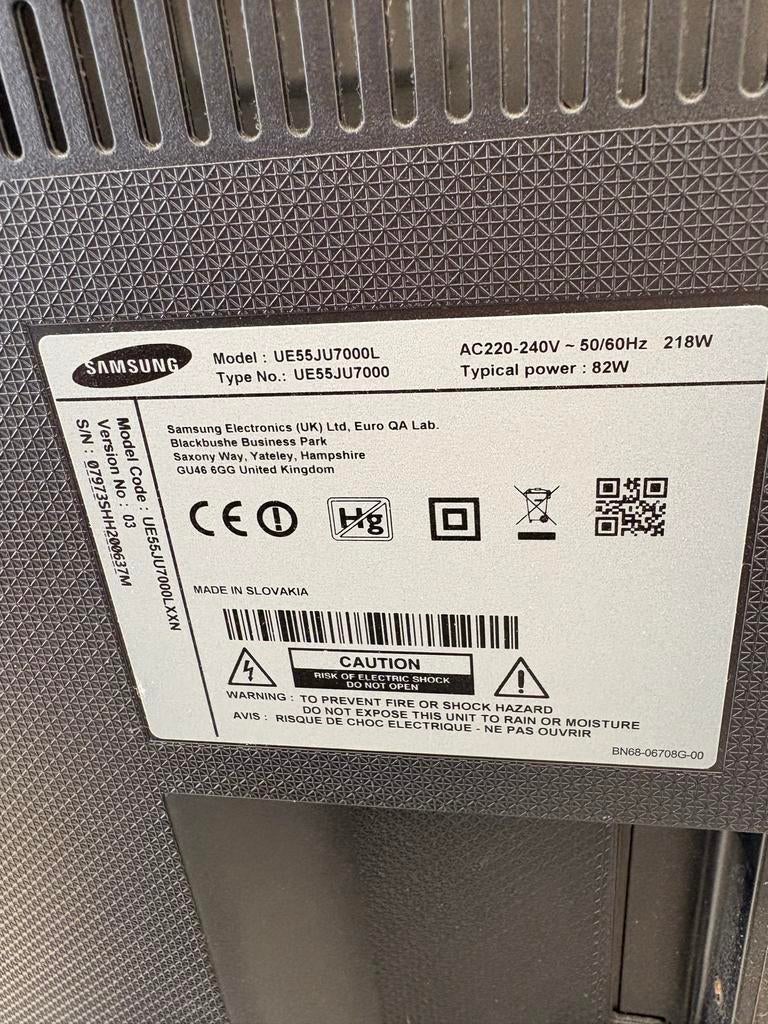 SAMSUNG
Model : UE55JU7000L
Type No.: UE55JU7000
AC220-240V ~ 50/60Hz 218W
Typical power : 82W
Model Code : UE55JU7000LXXN
Version No : 03
S/N : 07973SHH200637M
Samsung Electronics (UK) Ltd, Euro QA Lab.
Blackbushe Business Park
Saxony Way, Yateley, Hampshire
GU46 6GG United Kingdom
CE
Hg
MADE IN SLOVAKIA
CAUTION
RISK OF ELECTRIC SHOCK
DO NOT OPEN
WARNING : TO PREVENT FIRE OR SHOCK HAZARD
DO NOT EXPOSE THIS UNIT TO RAIN OR MOISTURE
AVIS : RISQUE DE CHOC ELECTRIQUE - NE PAS OUVRIR
BN68-06708G-00